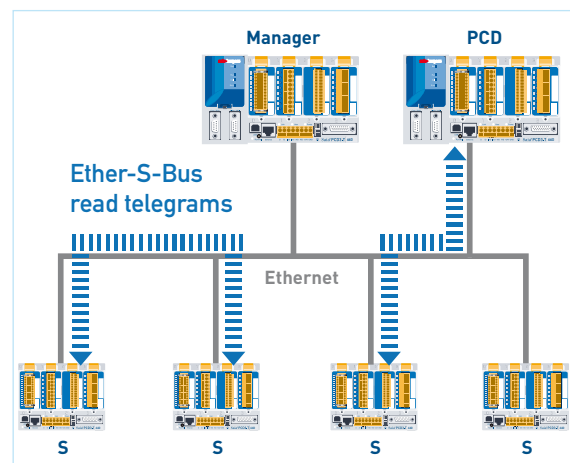 Manager
PCD
Ether-S-Bus
read telegrams
Ethernet
S
S
S
S